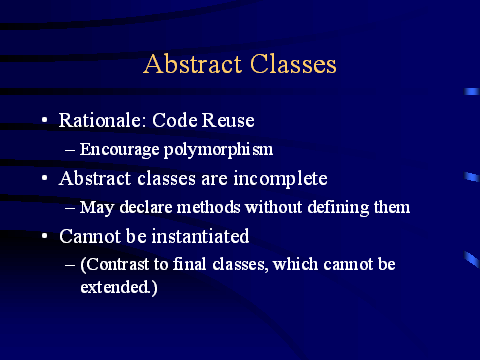 Abstract Classes
• Rationale: Code Reuse
– Encourage polymorphism
• Abstract classes are incomplete
– May declare methods without defining them
• Cannot be instantiated
– (Contrast to final classes, which cannot be
extended.)